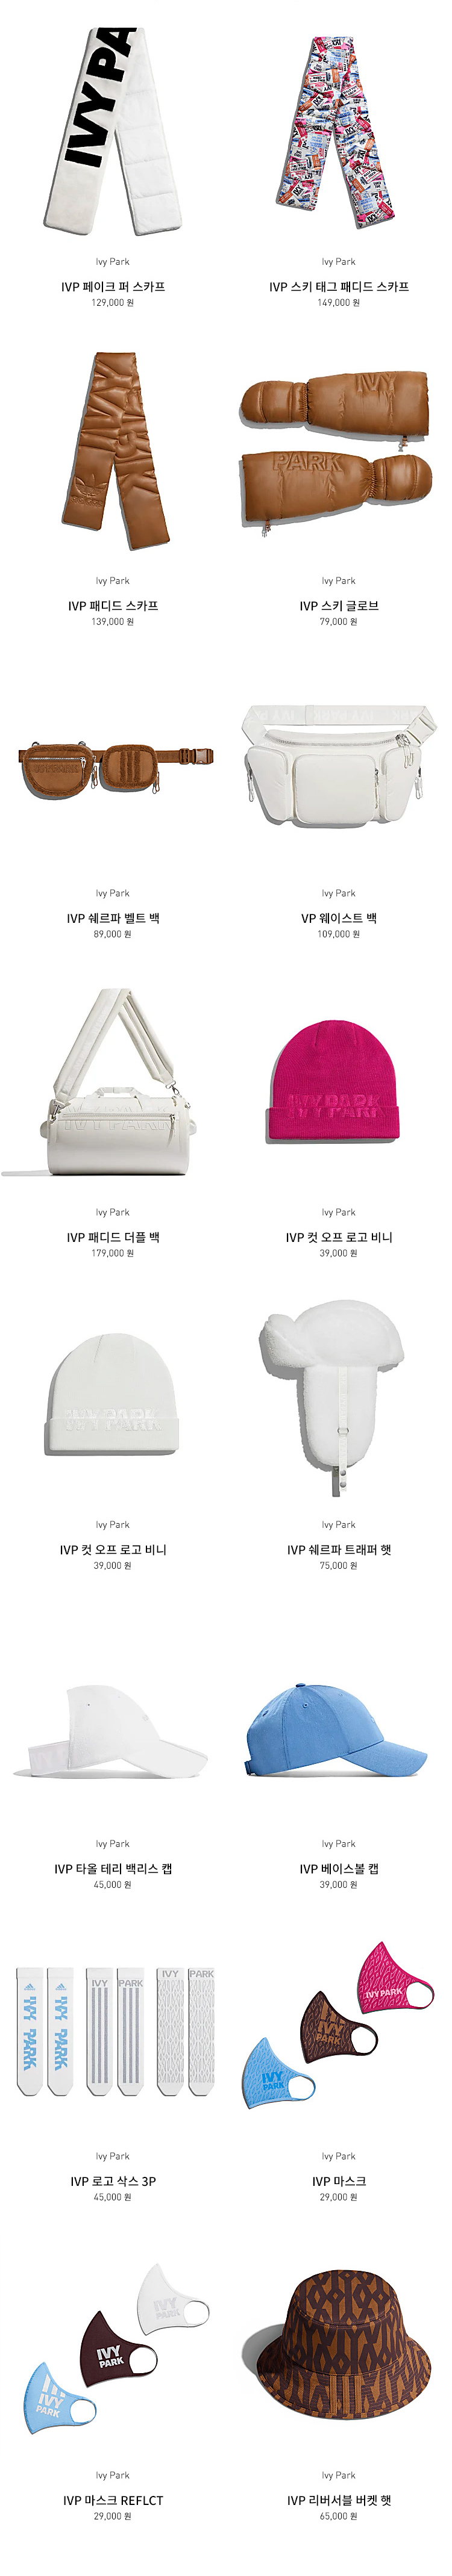 IVY PA
Ivy Park
IVP 페이크 퍼 스카프
129,000 원
Ivy Park
IVP 스키 태그 패디드 스카프
149,000 원
IVY
PARK
Ivy Park
IVP 패디드 스카프
139,000 원
Ivy Park
IVP 스키 글로브
79,000 원
Ivy Park
IVP 쉐르파 벨트 백
89,000 원
Ivy Park
VP 웨이스트 백
109,000 원
IVY PARK
IVY PARK
Ivy Park
IVP 패디드 더플 백
179,000 원
Ivy Park
IVP 컷 오프 로고 비니
39,000 원
IVY PARK
Ivy Park
IVP 컷 오프 로고 비니
39,000 원
Ivy Park
IVP 쉐르파 트래퍼 햇
75,000 원
Ivy Park
IVP 타올 테리 백리스 캡
45,000 원
Ivy Park
IVP 베이스볼 캡
39,000 원
IVY PARK
IVY PARK
IVY PARK
IVY PARK
IVY PARK
IVY PARK
IVY
PARK
Ivy Park
IVP 로고 삭스 3P
45,000 원
Ivy Park
IVP 마스크
29,000 원
IVY
PARK
IVY
PARK
IVY
PARK
Ivy Park
IVP 마스크 REFLCT
29,000 원
Ivy Park
IVP 리버서블 버켓 햇
65,000 원